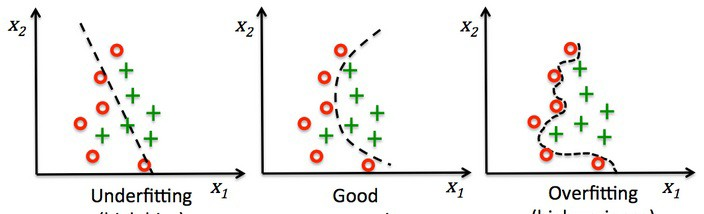 x2
x1
Underfitting
x2
x1
Good
x2
x1
Overfitting